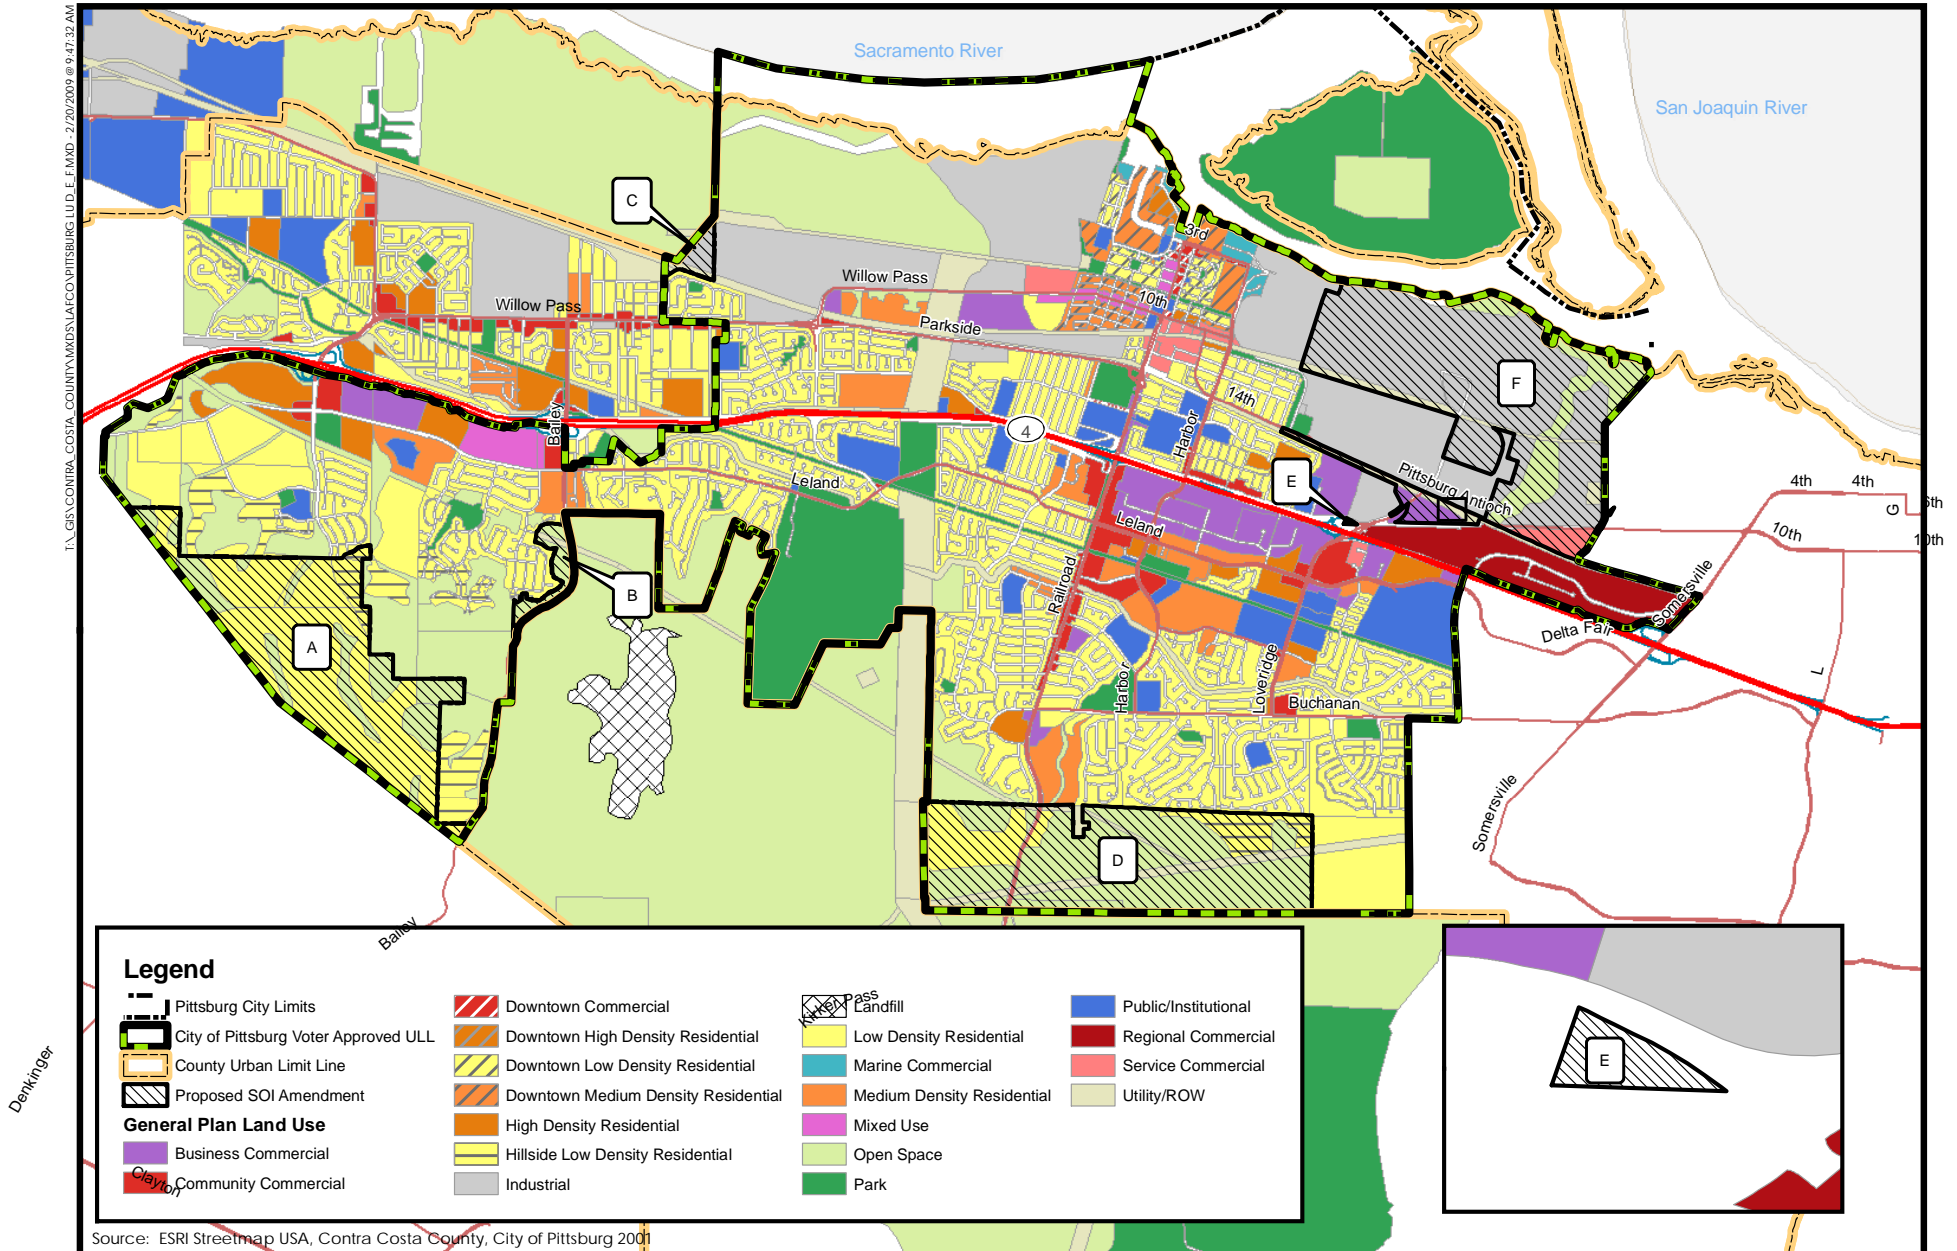 T:\_GIS\CONTRA_COSTA_COUNTY\MXDS\LAFCO\PITTSBURG LU D_E_F.MXD - 2/20/2009 @ 9:47:32 AM
Sacramento River
San Joaquin River
C
3rd
Willow Pass
Willow Pass
10th
Parkside
F
14th
Bailey
4
Harbor
E
Pittsburg Antioch
Leland
4th
4th
G
6th
Leland
10th
10th
B
Railroad
Somersville
Delta Fair
A
Loveridge
Harbor
L
Buchanan
Somersville
D
Bailey
Kirker Pass
Clayton
Denkinger
Legend
Pittsburg City Limits
City of Pittsburg Voter Approved ULL
County Urban Limit Line
Proposed SOI Amendment
General Plan Land Use
Business Commercial
Community Commercial
Downtown Commercial
Downtown High Density Residential
Downtown Low Density Residential
Downtown Medium Density Residential
High Density Residential
Hillside Low Density Residential
Industrial
Landfill
Low Density Residential
Marine Commercial
Medium Density Residential
Mixed Use
Open Space
Park
Public/Institutional
Regional Commercial
Service Commercial
Utility/ROW
E
Source: ESRI Streetmap USA, Contra Costa County, City of Pittsburg 2001